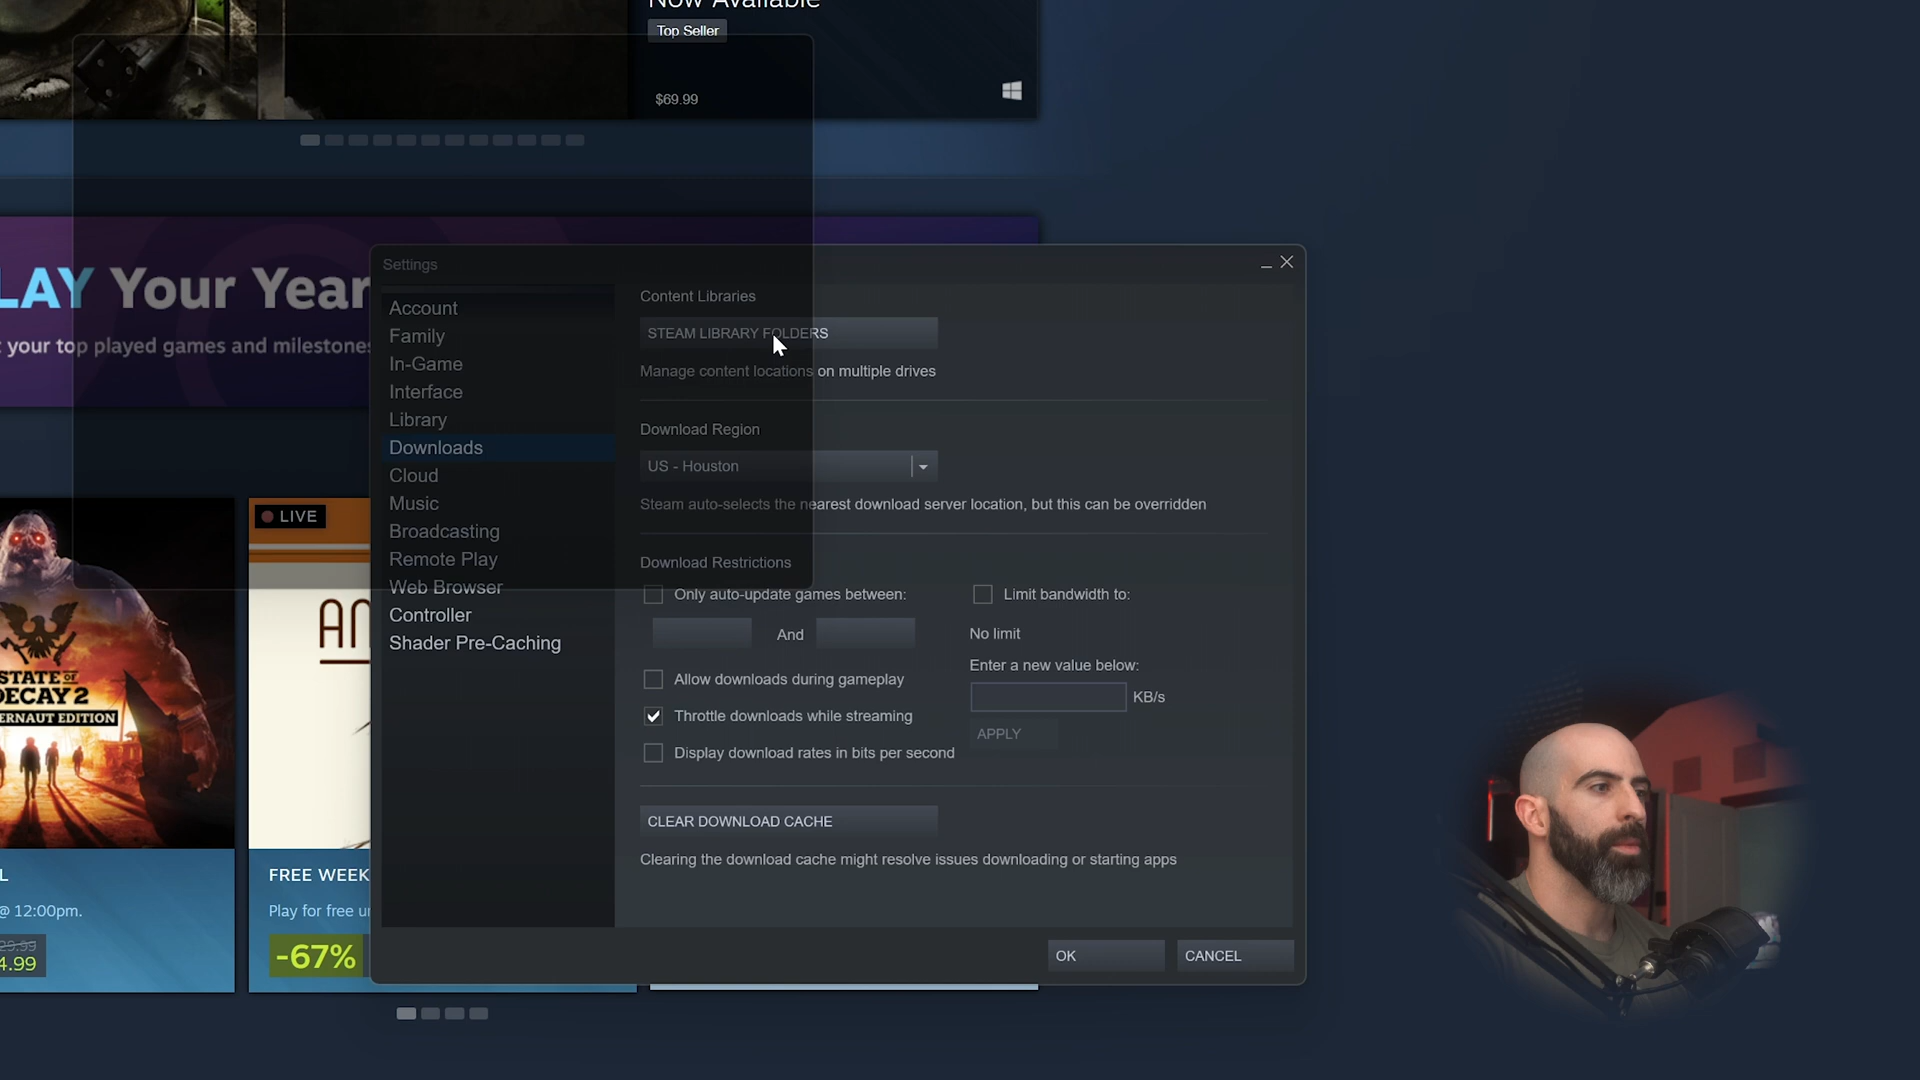 Now Available
Top Seller
$69.99
LAY Your Year
your top played games and milestones
Settings
Account
Family
In-Game
Interface
Library
Downloads
Cloud
Music
Broadcasting
Remote Play
Web Browser
Controller
Shader Pre-Caching
Content Libraries
STEAM LIBRARY FOLDERS
Manage content locations on multiple drives
Download Region
US - Houston
Steam auto-selects the nearest download server location, but this can be overridden
Download Restrictions
Only auto-update games between:
And
Allow downloads during gameplay
Throttle downloads while streaming
Display download rates in bits per second
Limit bandwidth to:
No limit
Enter a new value below:
KB/s
APPLY
CLEAR DOWNLOAD CACHE
Clearing the download cache might resolve issues downloading or starting apps
OK
CANCEL
STATE OF
DECAY 2
ERNAUT EDITION
L
@ 12:00pm.
29.99
4.99
LIVE
AN
FREE WEEK
Play for free u
-67%